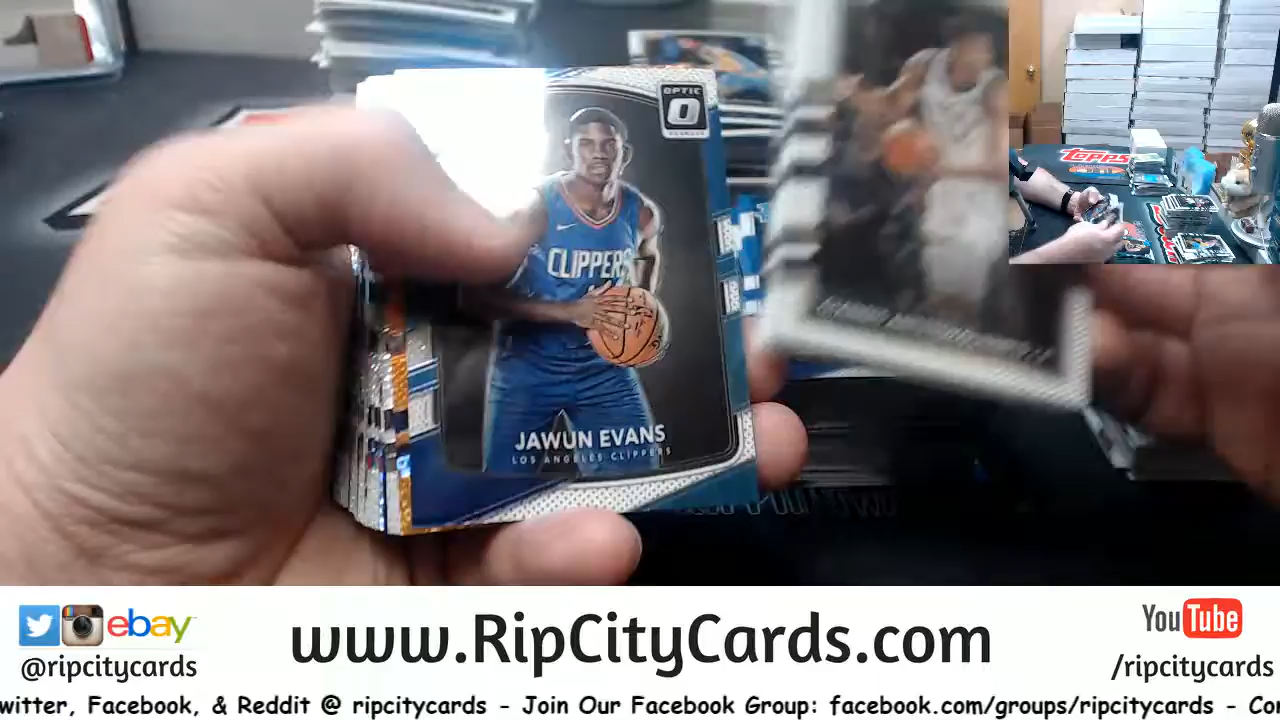 OPTIC
CLIPPERS
JAWUN EVANS
LOS ANGELES CLIPPERS
TOPPS
ebay
@ripcitycards
www.RipCityCards.com
YouTube
/ripcitycards
witter, Facebook, & Reddit @ ripcitycards - Join Our Facebook Group: facebook.com/groups/ripcitycards - Co